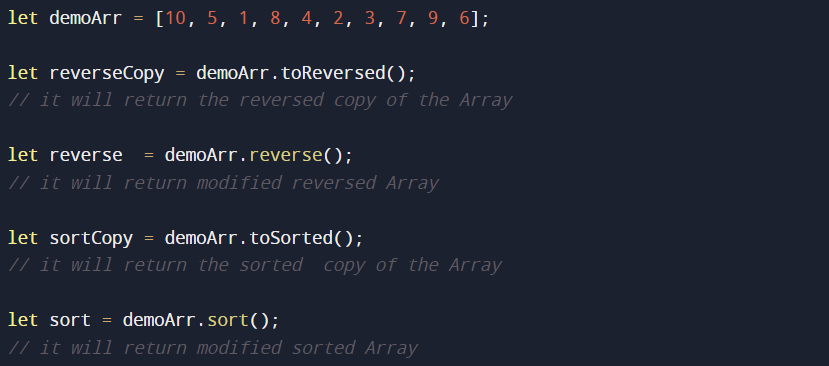 let demoArr = [10, 5, 1, 8, 4, 2, 3, 7, 9, 6];
let reverseCopy = demoArr.toReversed();
// it will return the reversed copy of the Array
let reverse  = demoArr.reverse();
// it will return modified reversed Array
let sortCopy = demoArr.toSorted();
// it will return the sorted  copy of the Array
let sort = demoArr.sort();
// it will return modified sorted Array